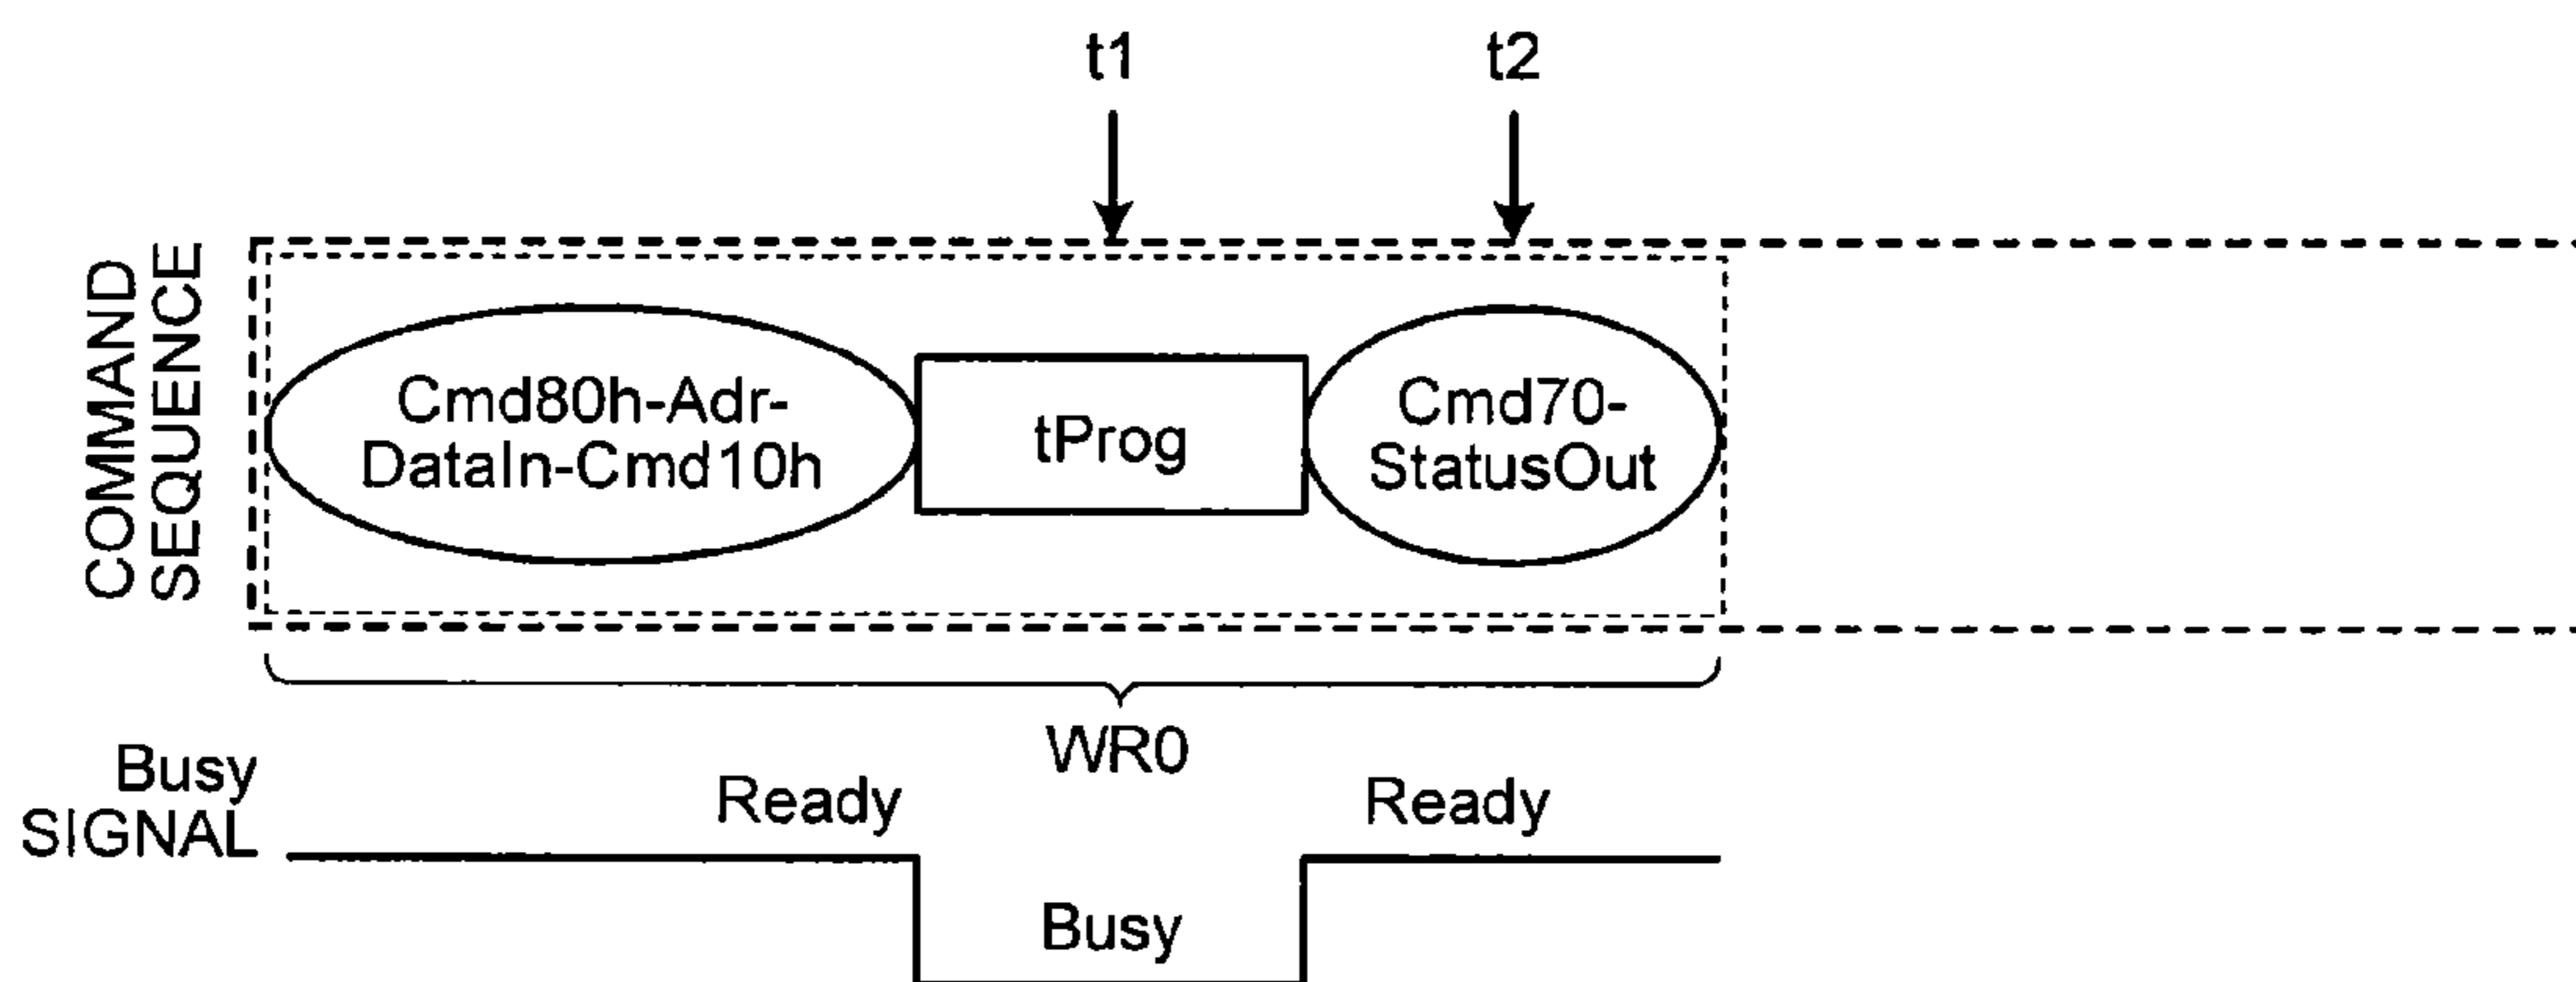 t1
t2
COMMAND
SEQUENCE
Cmd80h-Adr-
DataIn-Cmd10h
tProg
Cmd70-
StatusOut
WR0
Busy
SIGNAL
Ready
Ready
Busy